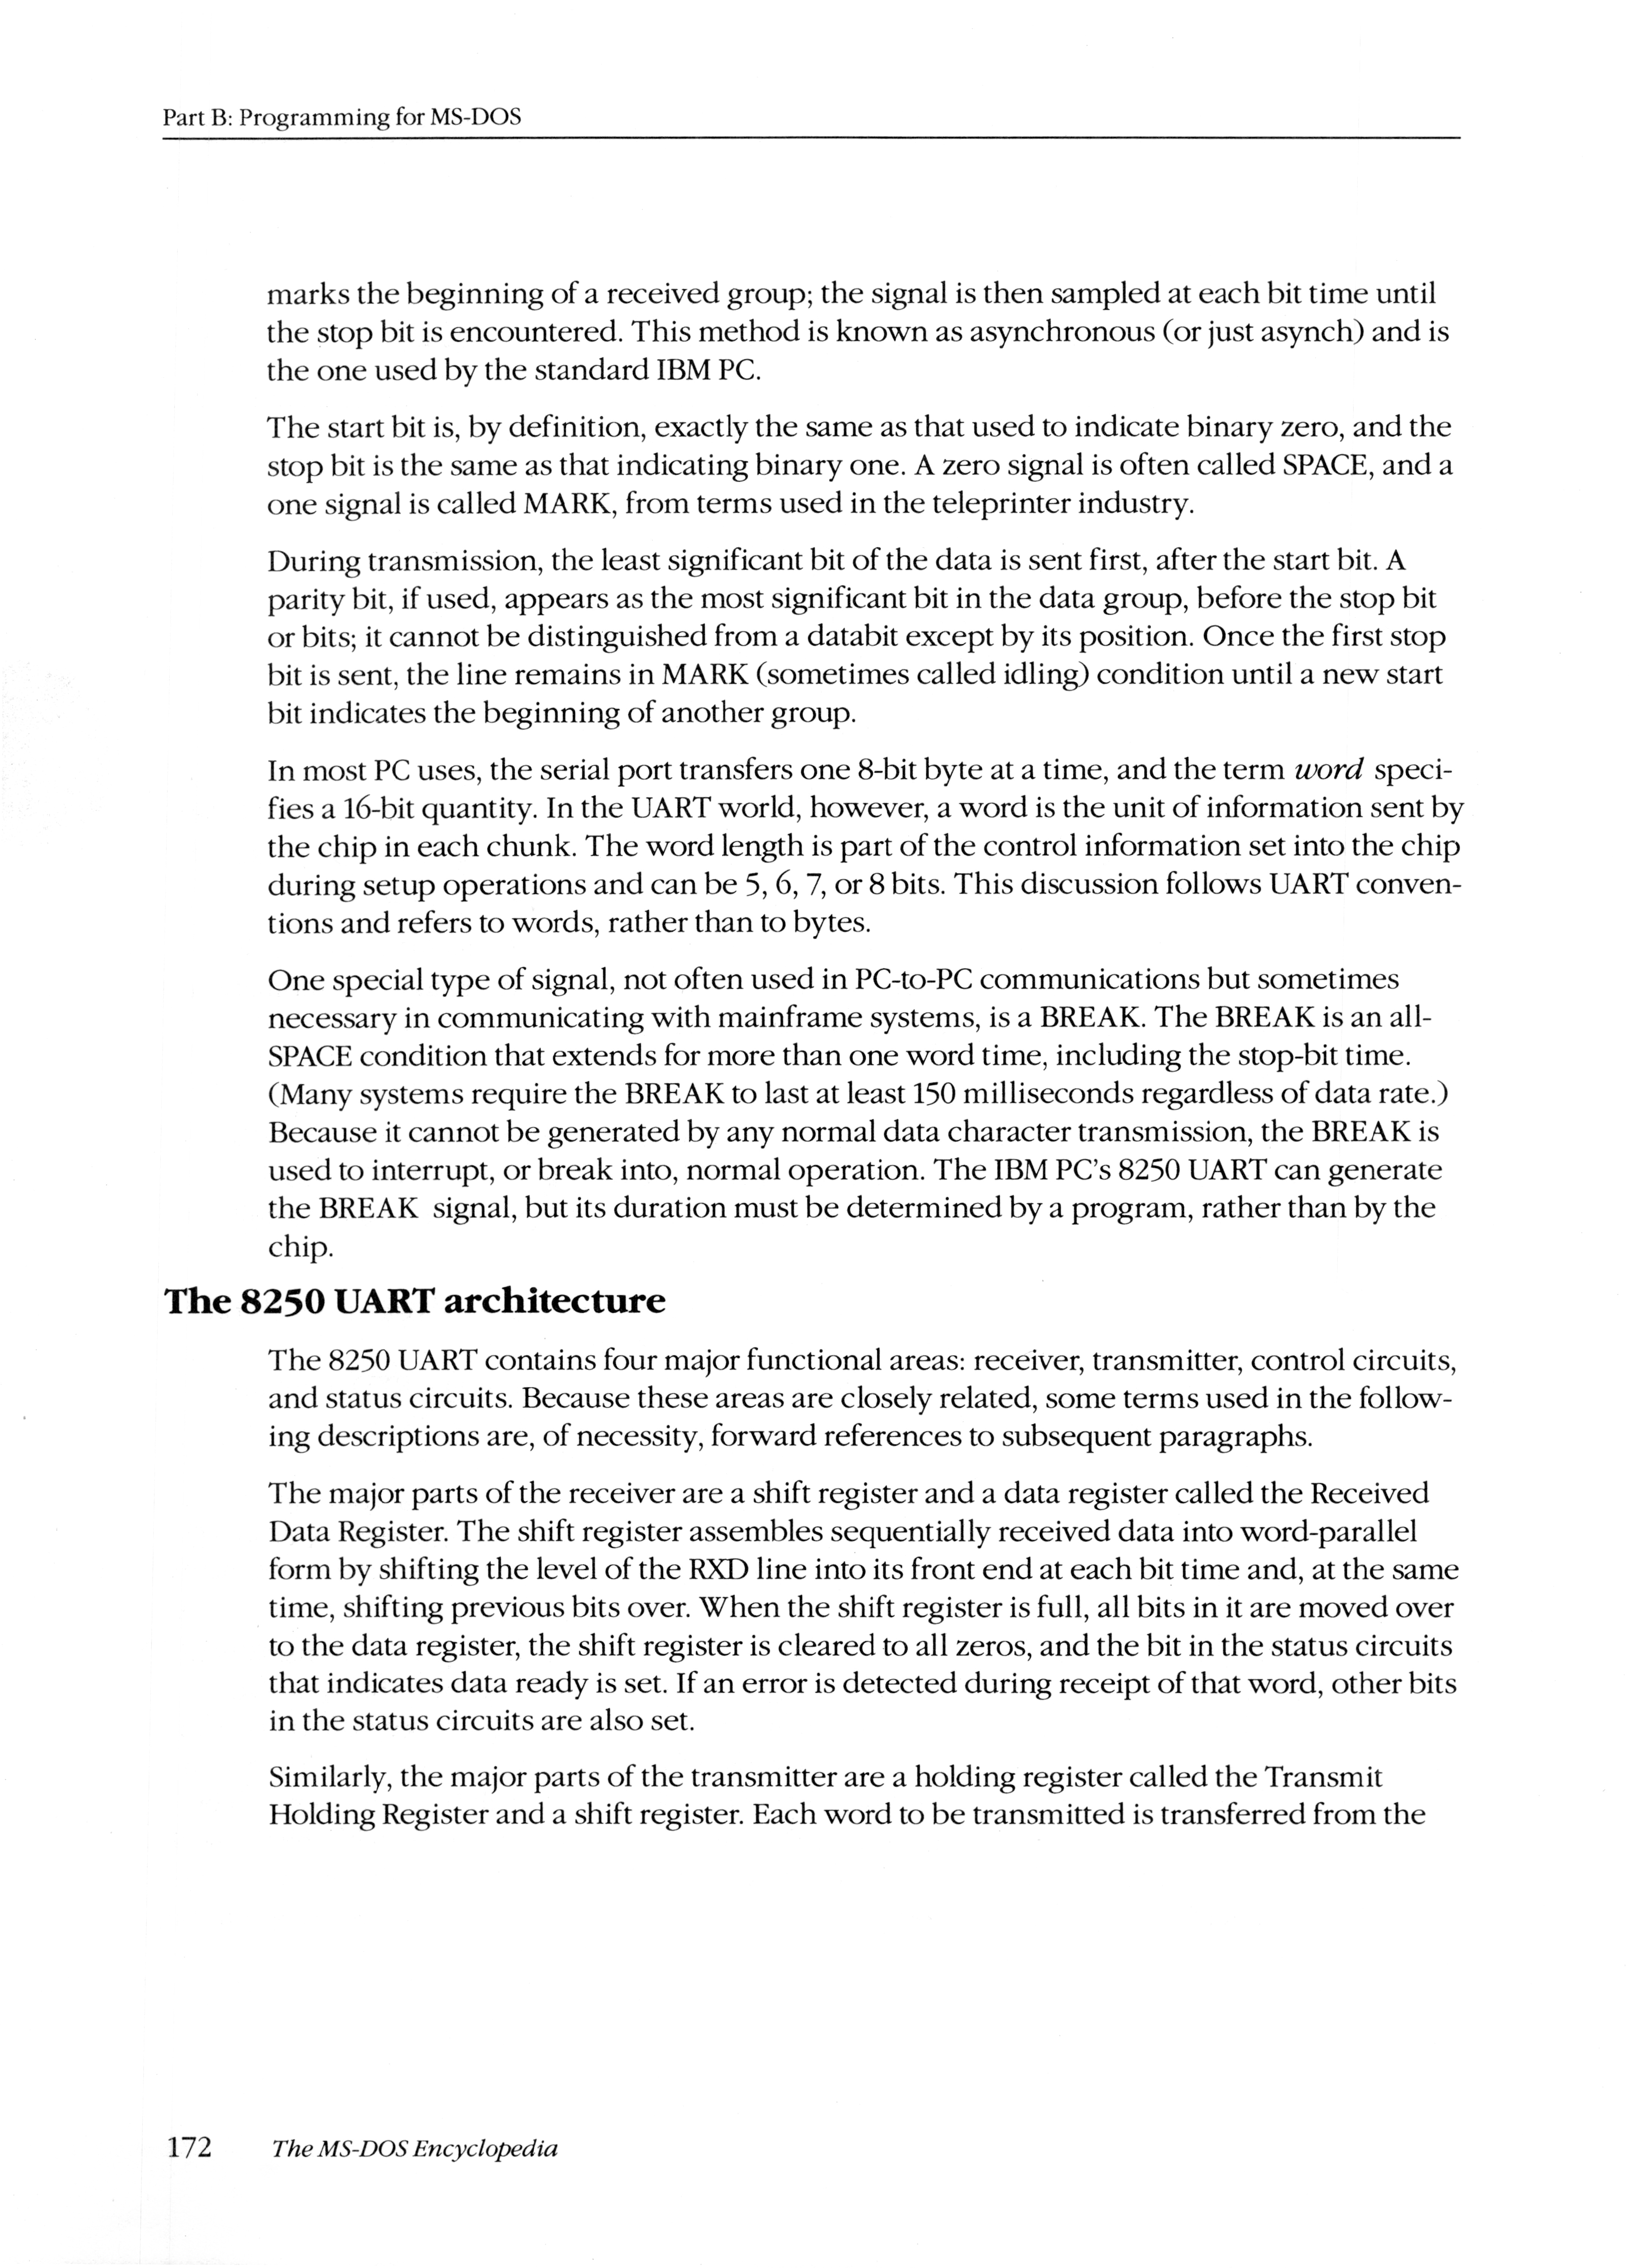 Part B: Programming for MS-DOS
marks the beginning of a received group; the signal is then sampled at each bit time until
the stop bit is encountered. This method is known as asynchronous (or just asynch) and is
the one used by the standard IBM PC.
The start bit is, by definition, exactly the same as that used to indicate binary zero, and the
stop bit is the same as that indicating binary one. A zero signal is often called SPACE, and a
one signal is called MARK, from terms used in the teleprinter industry.
During transmission, the least significant bit of the data is sent first, after the start bit. A
parity bit, if used, appears as the most significant bit in the data group, before the stop bit
or bits; it cannot be distinguished from a databit except by its position. Once the first stop
bit is sent, the line remains in MARK (sometimes called idling) condition until a new start
bit indicates the beginning of another group.
In most PC uses, the serial port transfers one 8-bit byte at a time, and the term word speci-
fies a 16-bit quantity. In the UART world, however, a word is the unit of information sent by
the chip in each chunk. The word length is part of the control information set into the chip
during setup operations and can be 5, 6, 7, or 8 bits. This discussion follows UART conven-
tions and refers to words, rather than to bytes.
One special type of signal, not often used in PC-to-PC communications but sometimes
necessary in communicating with mainframe systems, is a BREAK. The BREAK is an all-
SPACE condition that extends for more than one word time, including the stop-bit time.
(Many systems require the BREAK to last at least 150 milliseconds regardless of data rate.)
Because it cannot be generated by any normal data character transmission, the BREAK is
used to interrupt, or break into, normal operation. The IBM PC's 8250 UART can generate
the BREAK signal, but its duration must be determined by a program, rather than by the
chip.
The 8250 UART architecture
The 8250 UART contains four major functional areas: receiver, transmitter, control circuits,
and status circuits. Because these areas are closely related, some terms used in the follow-
ing descriptions are, of necessity, forward references to subsequent paragraphs.
The major parts of the receiver are a shift register and a data register called the Received
Data Register. The shift register assembles sequentially received data into word-parallel
form by shifting the level of the RXD line into its front end at each bit time and, at the same
time, shifting previous bits over. When the shift register is full, all bits in it are moved over
to the data register, the shift register is cleared to all zeros, and the bit in the status circuits
that indicates data ready is set. If an error is detected during receipt of that word, other bits
in the status circuits are also set.
Similarly, the major parts of the transmitter are a holding register called the Transmit
Holding Register and a shift register. Each word to be transmitted is transferred from the
172 The MS-DOS Encyclopedia